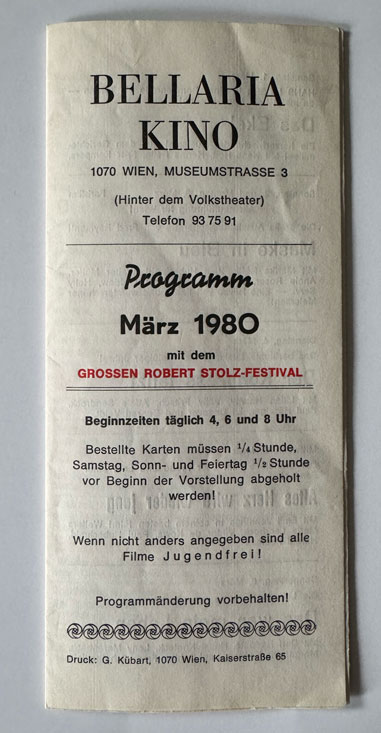 BELLARIA
KINO
1070 WIEN, MUSEUMSTRASSE 3
(Hinter dem Volkstheater)
Telefon 93 75 91
Programm
März 1980
mit dem
GROSSEN ROBERT STOLZ-FESTIVAL
Beginnzeiten täglich 4, 6 und 8 Uhr
Bestellte Karten müssen 1/4 Stunde,
Samstag, Sonn- und Feiertag 1/2 Stunde
vor Beginn der Vorstellung abgeholt
werden!
Wenn nicht anders angegeben sind alle
Filme Jugendfrei!
Programmänderung vorbehalten!
Druck: G. Kübart, 1070 Wien, Kaiserstraße 65